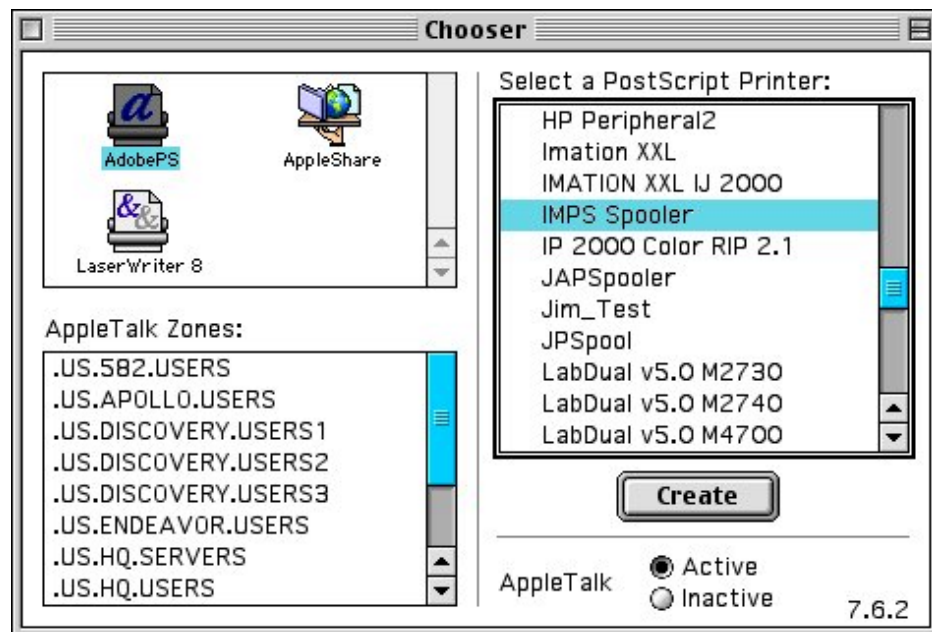 Chooser
AdobePS
AppleShare
LaserWriter 8
AppleTalk Zones:
.US.582.USERS
.US.APOLLO.USERS
.US.DISCOVERY.USERS1
.US.DISCOVERY.USERS2
.US.DISCOVERY.USERS3
.US.ENDEAVOR.USERS
.US.HQ.SERVERS
.US.HQ.USERS
Select a PostScript Printer:
HP Peripheral2
Imation XXL
IMATION XXL IJ 2000
IMPS Spooler
IP 2000 Color RIP 2.1
JAPSpooler
Jim_Test
JPSpool
LabDual v5.0 M2730
LabDual v5.0 M2740
LabDual v5.0 M4700
Create
AppleTalk
Active
Inactive
7.6.2